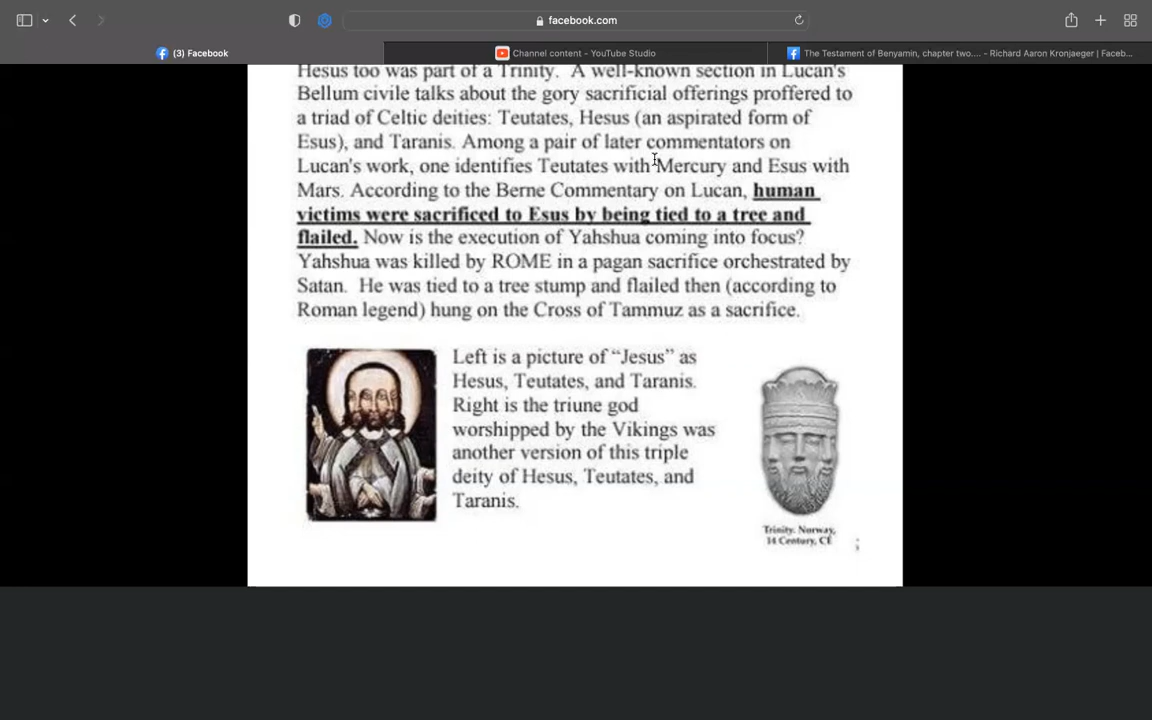 facebook.com
(3) Facebook
Channel content - YouTube Studio
The Testament of Benyamin, chapter two.... - Richard Aaron Kronjaeger | Faceb...
Hesus too was part of a Trinity. A well-known section in Lucan's
Bellum civile talks about the gory sacrificial offerings proffered to
a triad of Celtic deities: Teutates, Hesus (an aspirated form of
Esus), and Taranis. Among a pair of later commentators on
Lucan's work, one identifies Teutates with Mercury and Esus with
Mars. According to the Berne Commentary on Lucan, human
victims were sacrificed to Esus by being tied to a tree and
flailed. Now is the execution of Yahshua coming into focus?
Yahshua was killed by ROME in a pagan sacrifice orchestrated by
Satan. He was tied to a tree stump and flailed then (according to
Roman legend) hung on the Cross of Tammuz as a sacrifice.
Left is a picture of “Jesus” as
Hesus, Teutates, and Taranis.
Right is the triune god
worshipped by the Vikings was
another version of this triple
deity of Hesus, Teutates, and
Taranis.
Trinity. Norway,
14 Century, CE